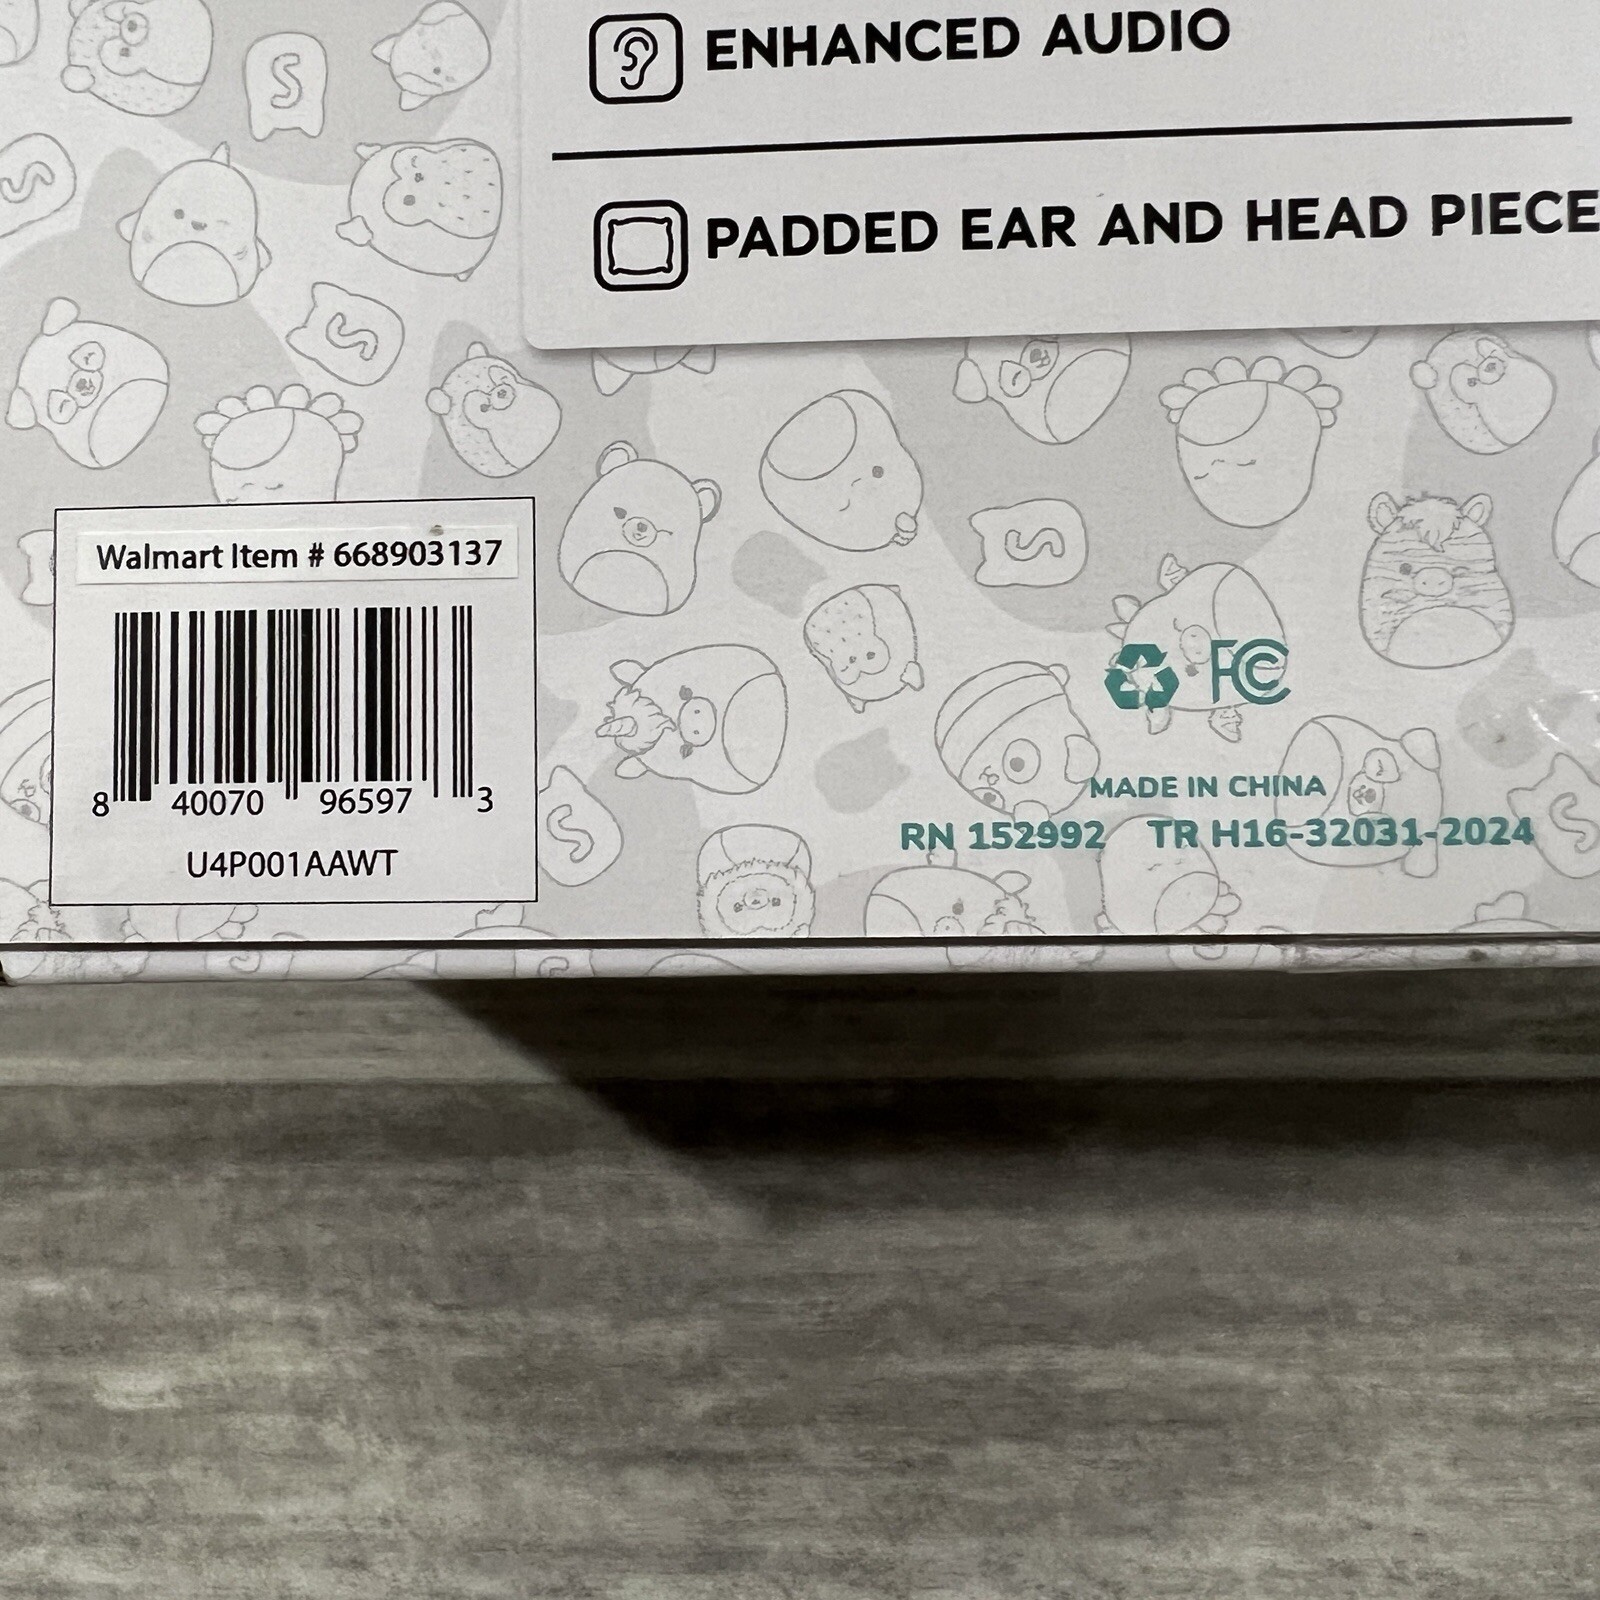 ENHANCED AUDIO
PADDED EAR AND HEAD PIECE
Walmart Item # 668903137
8 40070 96597 3
U4P001AAWT
FC
MADE IN CHINA
RN 152992 TR H16-32031-2024
S
S
S
S
S
S